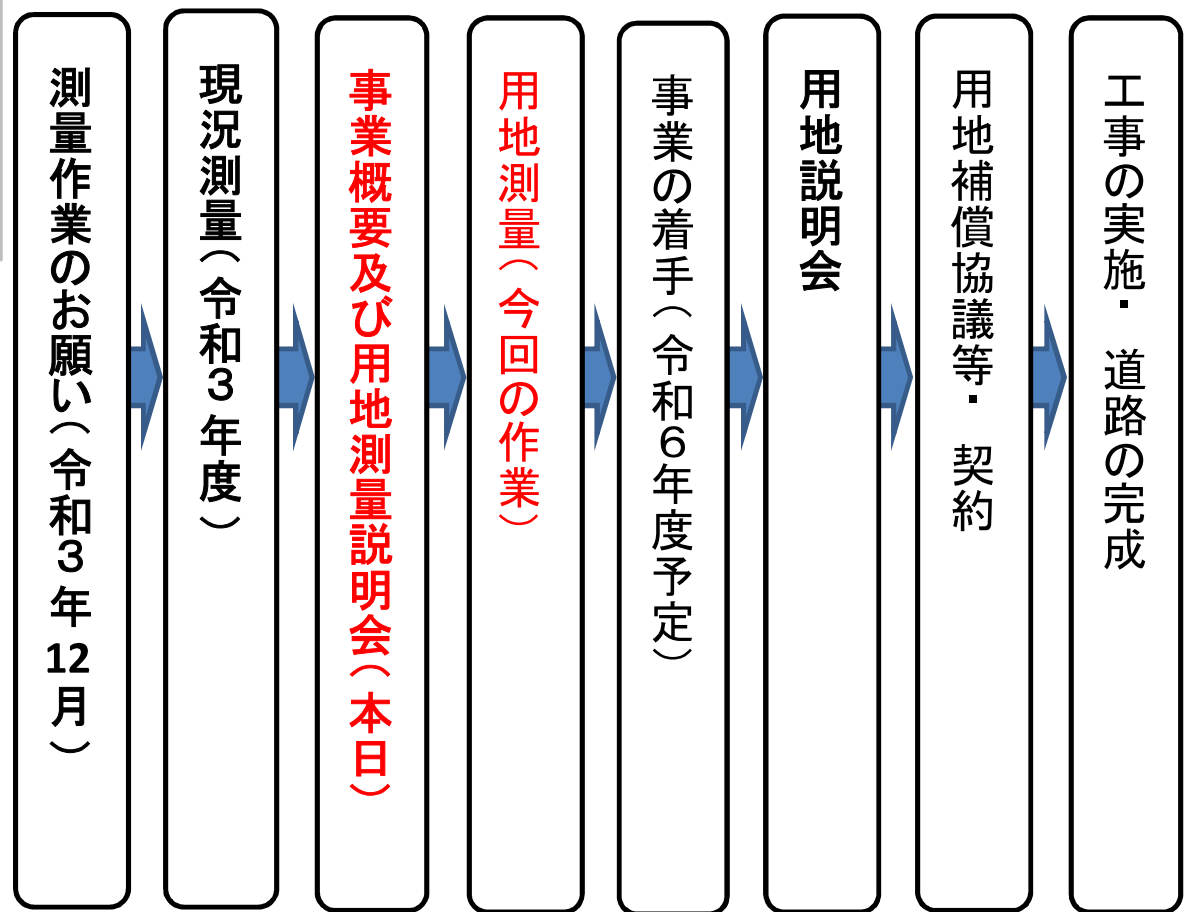 測量作業のお願い（令和３年12月）
現況測量（令和３年度）
事業概要及び用地測量説明会（本日）
用地測量（今回の作業）
事業の着手（令和６年度予定）
用地説明会
用地補償協議等・契約
工事の実施・道路の完成